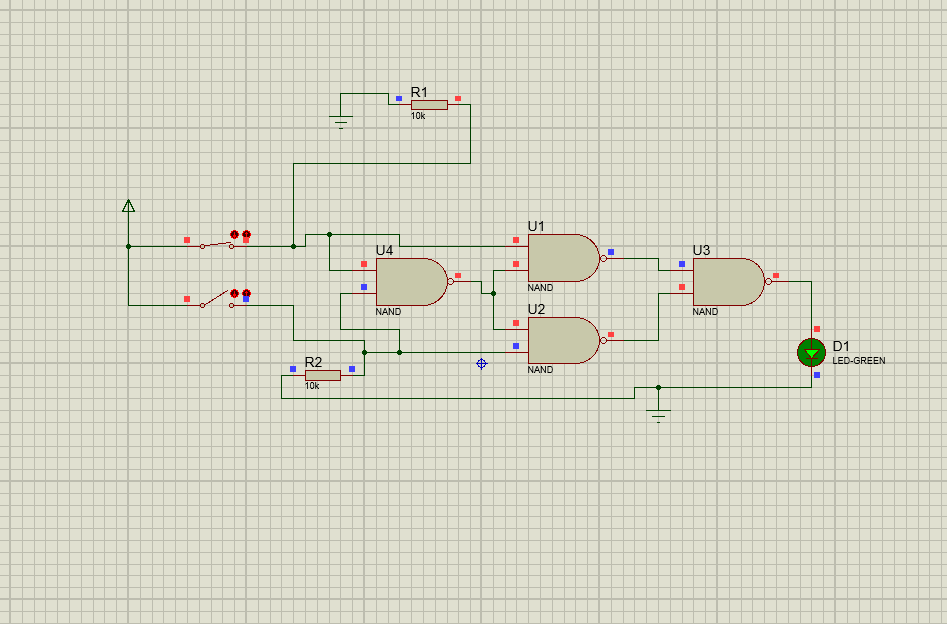 R1
10k
U1
NAND
U4
NAND
U3
NAND
U2
NAND
R2
10k
D1
LED-GREEN